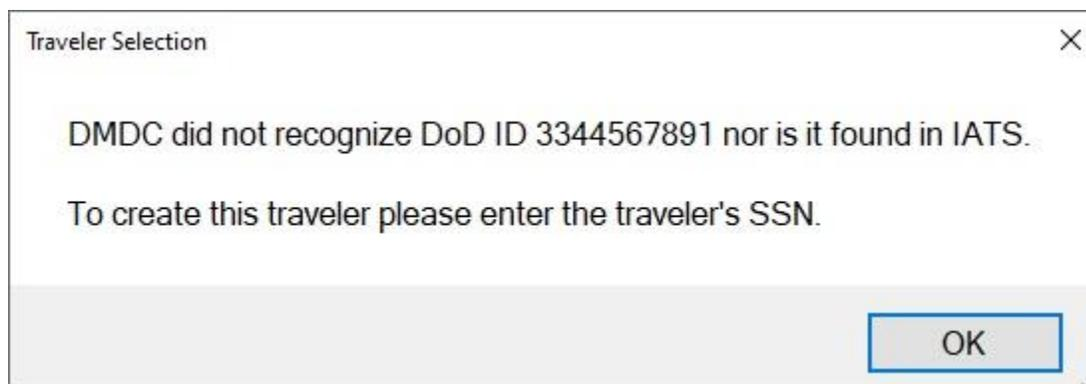 Traveler Selection
DMDC did not recognize DoD ID 3344567891 nor is it found in IATS.
To create this traveler please enter the traveler's SSN.
OK